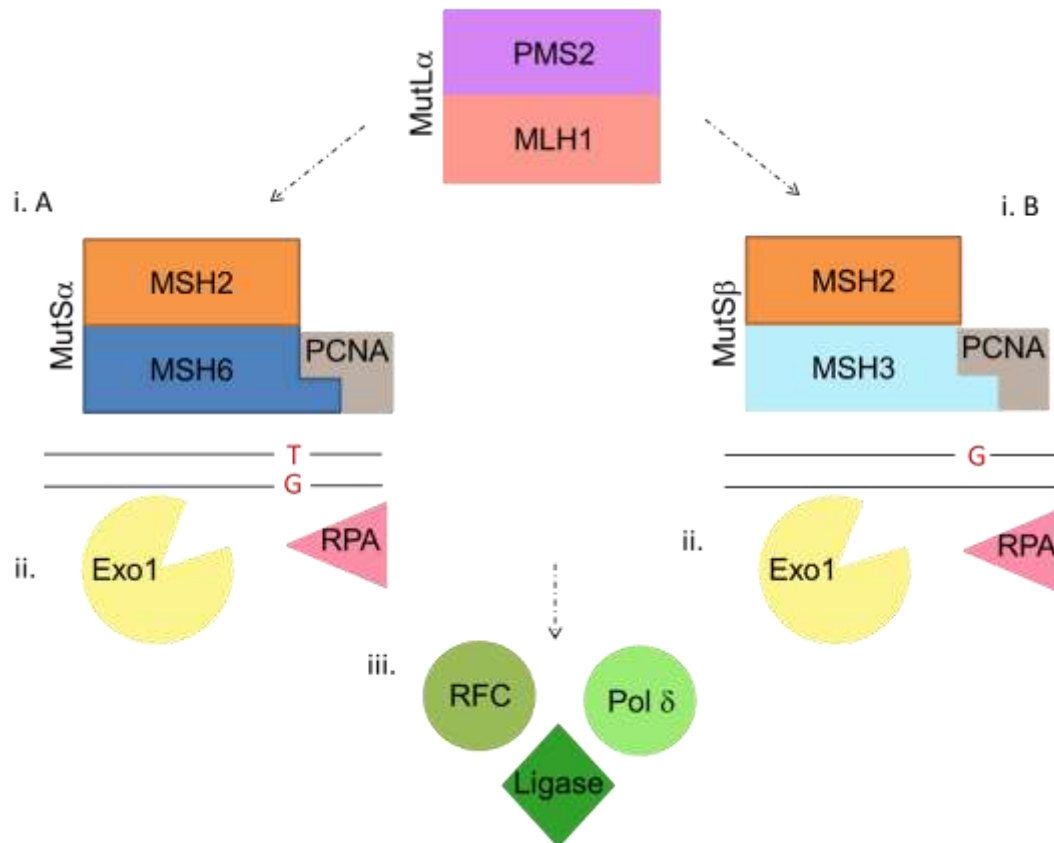 PMS2
MutLα
MLH1
i. A
i. B
MSH2
MutSα
MSH6
PCNA
MSH2
MutSβ
MSH3
PCNA
T
G
G
ii.
Exo1
RPA
ii.
Exo1
RPA
iii.
RFC
Pol δ
Ligase